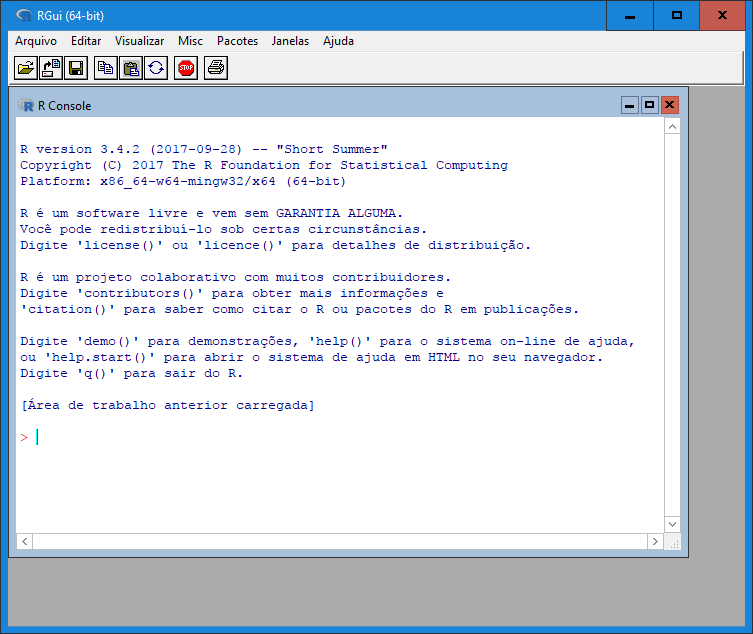 RGui (64-bit)
Arquivo Editar Visualizar Misc Pacotes Janelas Ajuda
STOP
R Console
R version 3.4.2 (2017-09-28) -- "Short Summer"
Copyright (C) 2017 The R Foundation for Statistical Computing
Platform: x86_64-w64-mingw32/x64 (64-bit)
R é um software livre e vem sem GARANTIA ALGUMA.
Você pode redistribuí-lo sob certas circunstâncias.
Digite 'license()' ou 'licence()' para detalhes de distribuição.
R é um projeto colaborativo com muitos contribuidores.
Digite 'contributors()' para obter mais informações e
'citation()' para saber como citar o R ou pacotes do R em publicações.
Digite 'demo()' para demonstrações, 'help()' para o sistema on-line de ajuda,
ou 'help.start()' para abrir o sistema de ajuda em HTML no seu navegador.
Digite 'q()' para sair do R.
[Área de trabalho anterior carregada]
>